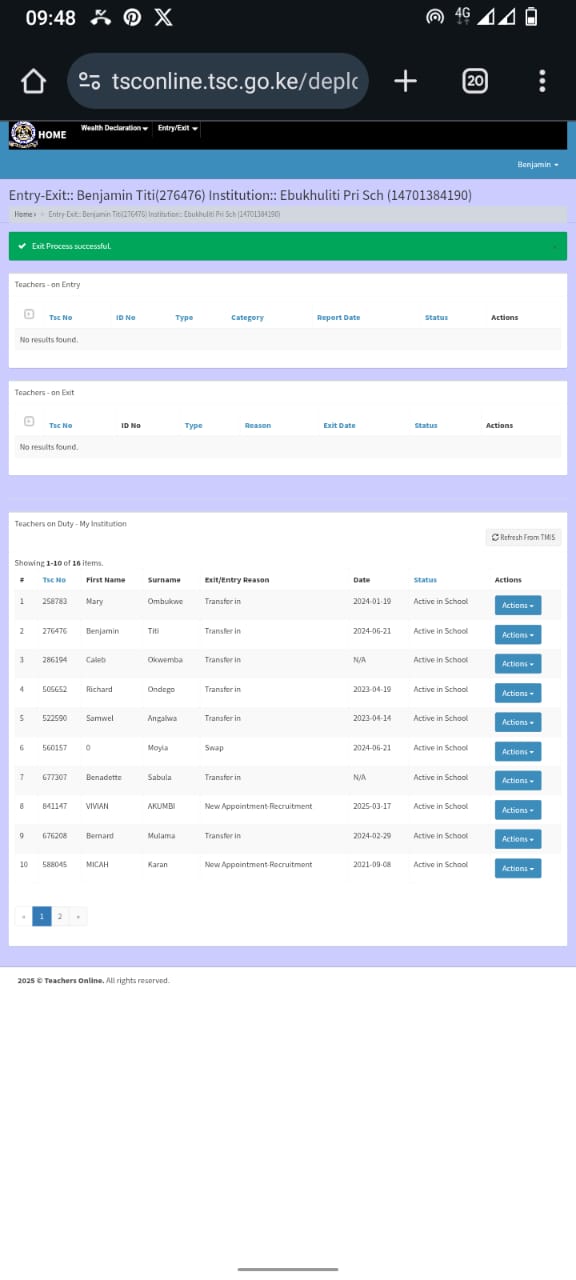 09:48
4G
tsconline.tsc.go.ke/deplo
20
HOME Wealth Declaration Entry/Exit
Benjamin
Entry-Exit:: Benjamin Titi(276476) Institution:: Ebukhuliti Pri Sch (14701384190)
Home › Entry-Exit:: Benjamin Titi(276476) Institution:: Ebukhuliti Pri Sch (14701384190)
Exit Process successful.
Teachers - on Entry
Tsc No ID No Type Category Report Date Status Actions
No results found.
Teachers - on Exit
Tsc No ID No Type Reason Exit Date Status Actions
No results found.
Teachers on Duty - My Institution
Refresh From TMIS
Showing 1-10 of 16 items.
# Tsc No First Name Surname Exit/Entry Reason Date Status Actions
1 258783 Mary Ombukwe Transfer in 2024-01-19 Active in School Actions
2 276476 Benjamin Titi Transfer in 2024-06-21 Active in School Actions
3 286194 Caleb Okwemba Transfer in N/A Active in School Actions
4 505652 Richard Ondego Transfer in 2023-04-19 Active in School Actions
5 522590 Samwel Angalwa Transfer in 2023-04-14 Active in School Actions
6 560157 0 Moyia Swap 2024-06-21 Active in School Actions
7 677307 Benadette Sabula Transfer in N/A Active in School Actions
8 841147 VIVIAN AKUMBI New Appointment-Recruitment 2025-03-17 Active in School Actions
9 676208 Bernard Mulama Transfer in 2024-02-29 Active in School Actions
10 588045 MICAH Karan New Appointment-Recruitment 2021-09-08 Active in School Actions
« 1 2 »
2025 © Teachers Online. All rights reserved.